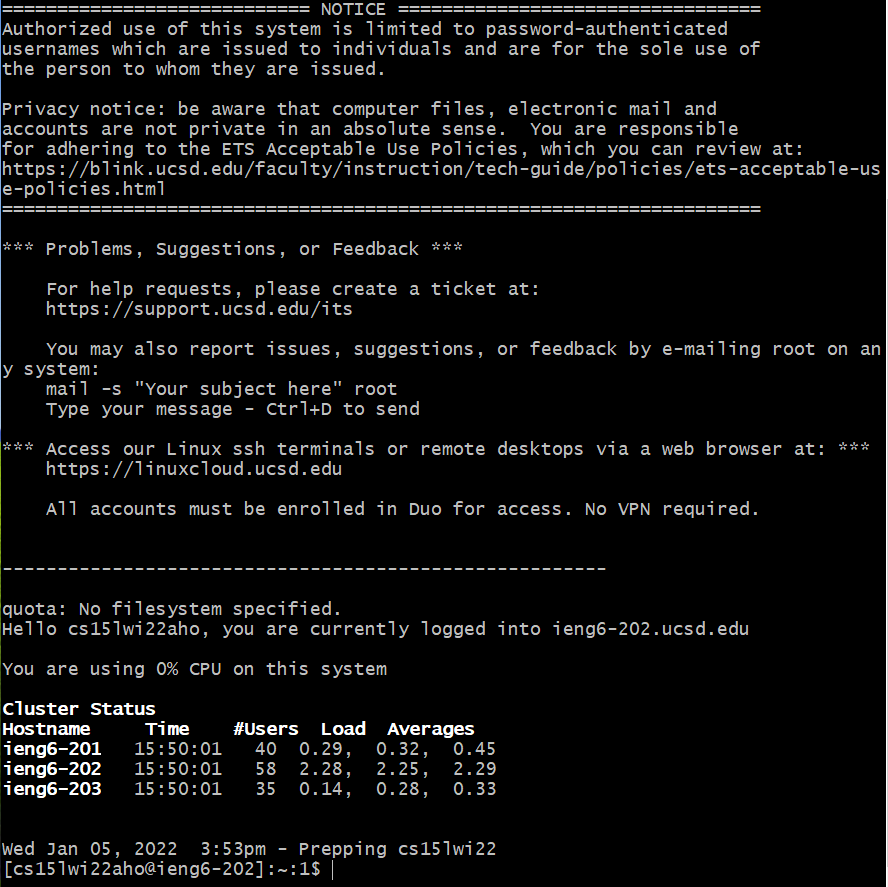 ============================ NOTICE =================================
Authorized use of this system is limited to password-authenticated
usernames which are issued to individuals and are for the sole use of
the person to whom they are issued.
Privacy notice: be aware that computer files, electronic mail and
accounts are not private in an absolute sense.  You are responsible
for adhering to the ETS Acceptable Use Policies, which you can review at:
https://blink.ucsd.edu/faculty/instruction/tech-guide/policies/ets-acceptable-us
e-policies.html
=====================================================================
*** Problems, Suggestions, or Feedback ***
    For help requests, please create a ticket at:
    https://support.ucsd.edu/its
    You may also report issues, suggestions, or feedback by e-mailing root on an
y system:
    mail -s "Your subject here" root
    Type your message - Ctrl+D to send
*** Access our Linux ssh terminals or remote desktops via a web browser at: ***
    https://linuxcloud.ucsd.edu
    All accounts must be enrolled in Duo for access. No VPN required.
-------------------------------------------------------
quota: No filesystem specified.
Hello cs15lwi22aho, you are currently logged into ieng6-202.ucsd.edu
You are using 0% CPU on this system
Cluster Status
Hostname     Time    #Users  Load  Averages
ieng6-201   15:50:01   40  0.29,  0.32,  0.45
ieng6-202   15:50:01   58  2.28,  2.25,  2.29
ieng6-203   15:50:01   35  0.14,  0.28,  0.33
Wed Jan 05, 2022  3:53pm - Prepping cs15lwi22
[cs15lwi22aho@ieng6-202]:~:1$